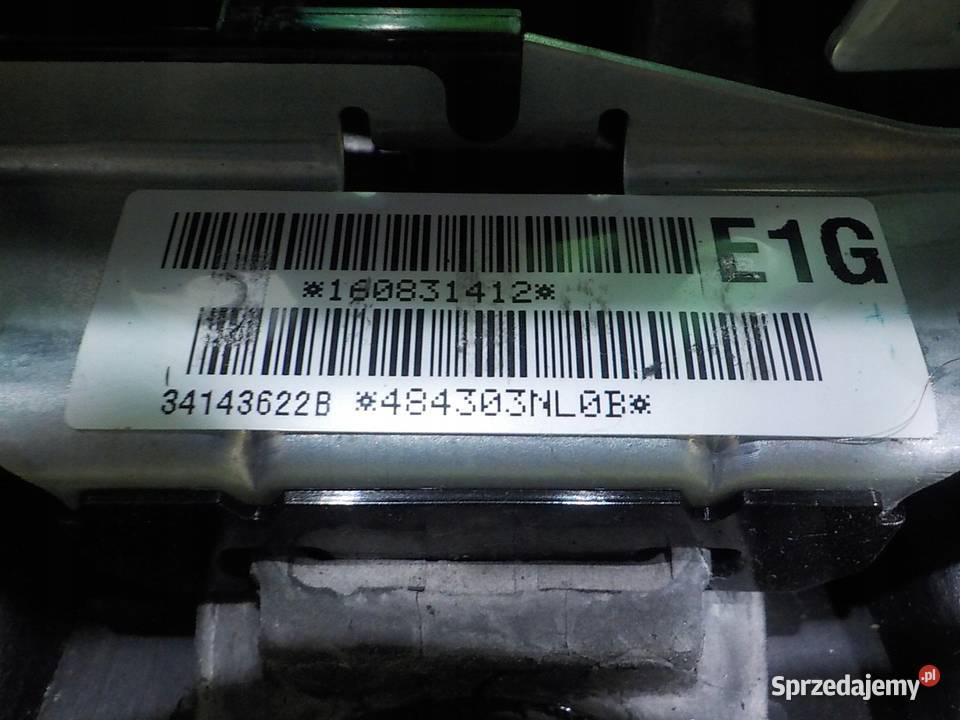 E1G
*160831412*
34143622B *484303NL0B*
Sprzedajemy.pl